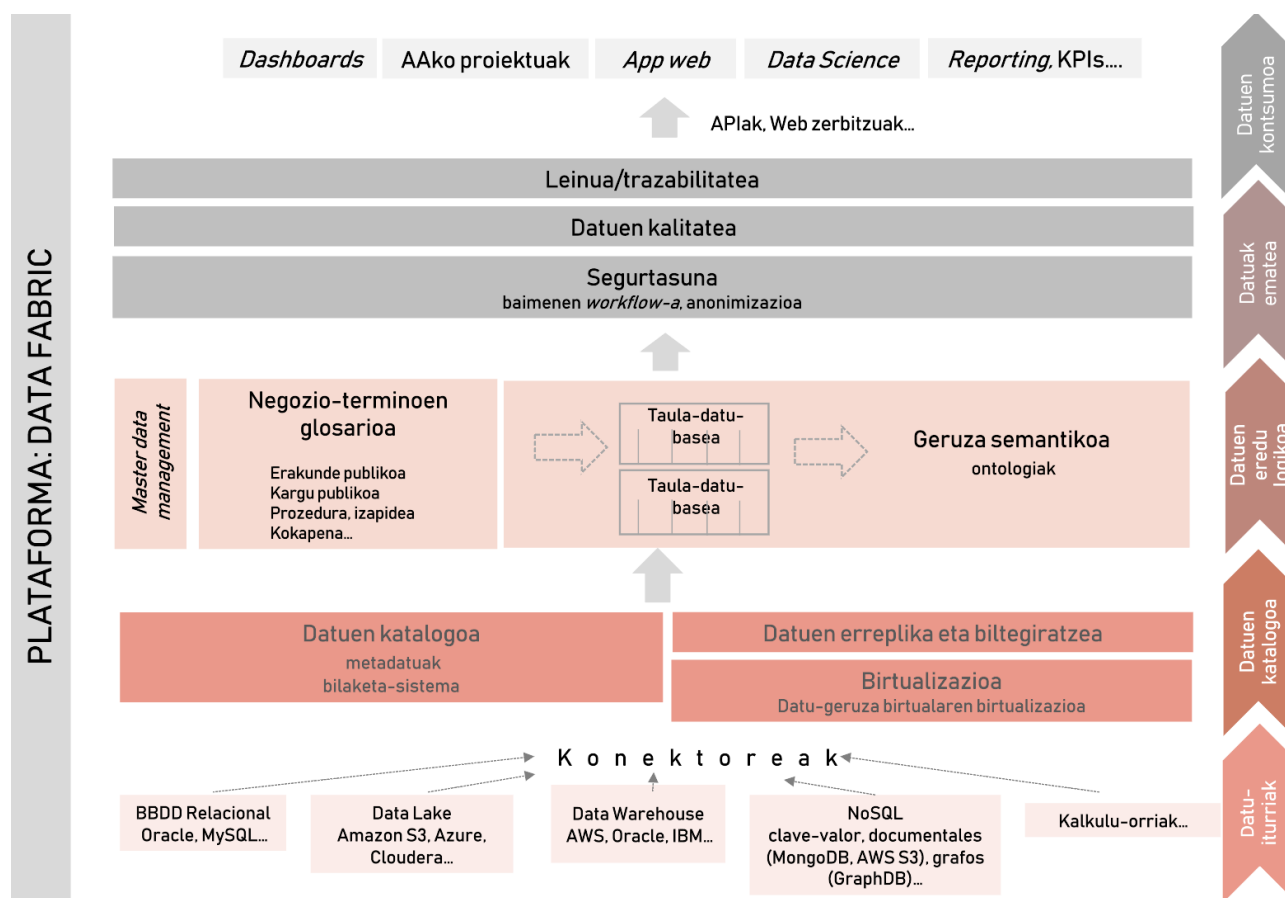 Dashboards
AAko proiektuak
App web
Data Science
Reporting, KPIs....
APIak, Web zerbitzuak...
Leinua/trazabilitatea
Datuen kalitatea
Segurtasuna
baimenen workflow-a, anonimizazioa
Master data
management
Negozio-terminoen
glosarioa
Erakunde publikoa
Kargu publikoa
Prozedura, izapidea
Kokapena...
Taula-datu-
basea
Taula-datu-
basea
Geruza semantikoa
ontologiak
Datuen katalogoa
metadatuak
bilaketa-sistema
Datuen erreplika eta biltegiratzea
Birtualizazioa
Datu-geruza birtualaren birtualizazioa
Konektoreak
BBDD Relacional
Oracle, MySQL...
Data Lake
Amazon S3, Azure,
Cloudera...
Data Warehouse
AWS, Oracle, IBM...
NoSQL
clave-valor, documentales
(MongoDB, AWS S3), grafos
(GraphDB)...
Kalkulu-orriak...
PLATAFORMA: DATA FABRIC
Datuen
kontsumoa
Datuak
ematea
Datuen
eredu
logikoa
Datuen
katalogoa
Datu-
iturriak